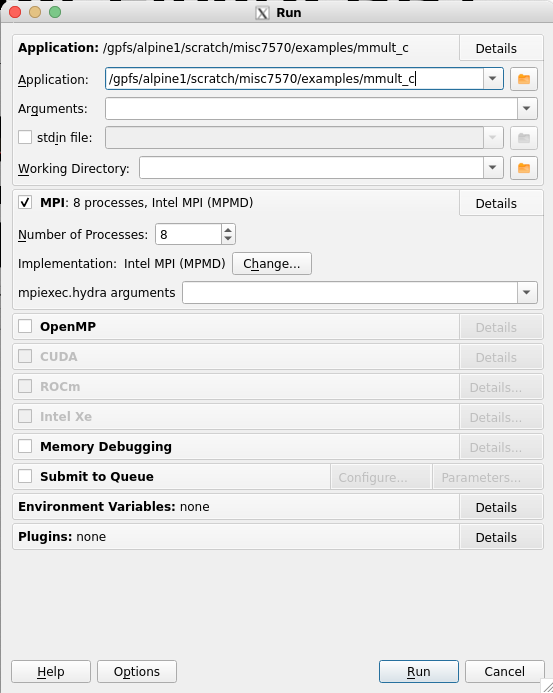 Run
Application: /gpfs/alpine1/scratch/misc7570/examples/mmult_c Details
Application: /gpfs/alpine1/scratch/misc7570/examples/mmult_c
Arguments:
stdin file:
Working Directory:
MPI: 8 processes, Intel MPI (MPMD) Details
Number of Processes: 8
Implementation: Intel MPI (MPMD) Change...
mpiexec.hydra arguments
OpenMP Details
CUDA Details
ROCm Details...
Intel Xe Details...
Memory Debugging Details...
Submit to Queue Configure... Parameters...
Environment Variables: none Details
Plugins: none Details
Help Options Run Cancel